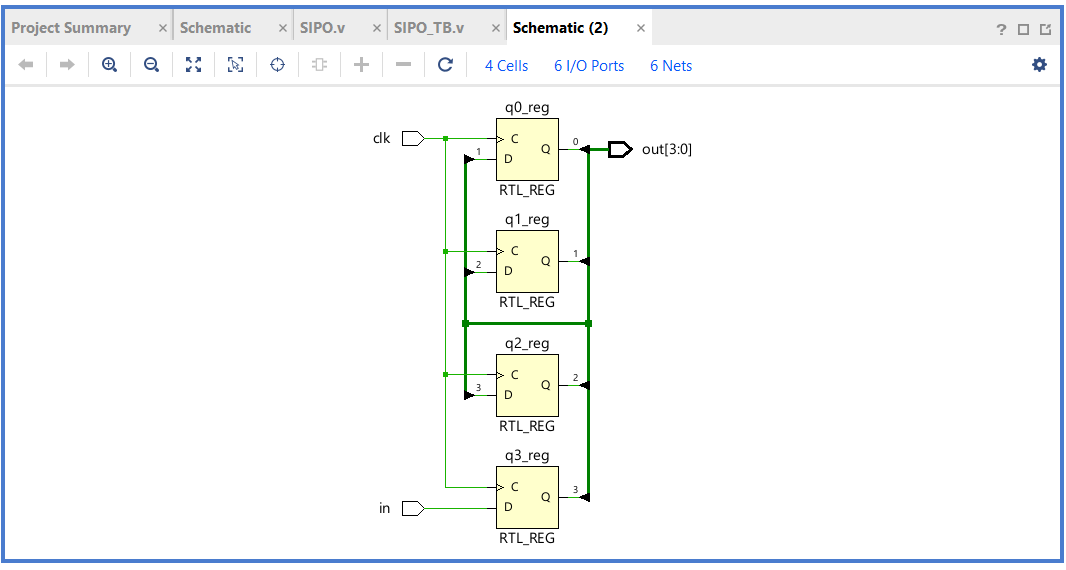 Project Summary × Schematic × SIPO.v × SIPO_TB.v × Schematic (2) × ?
4 Cells 6 I/O Ports 6 Nets
q0_reg
clk C 0
1 Q out[3:0]
D
RTL_REG
q1_reg
C 1
2 Q
D
RTL_REG
q2_reg
C 2
3 Q
D
RTL_REG
q3_reg
C 3
Q
in D
RTL_REG